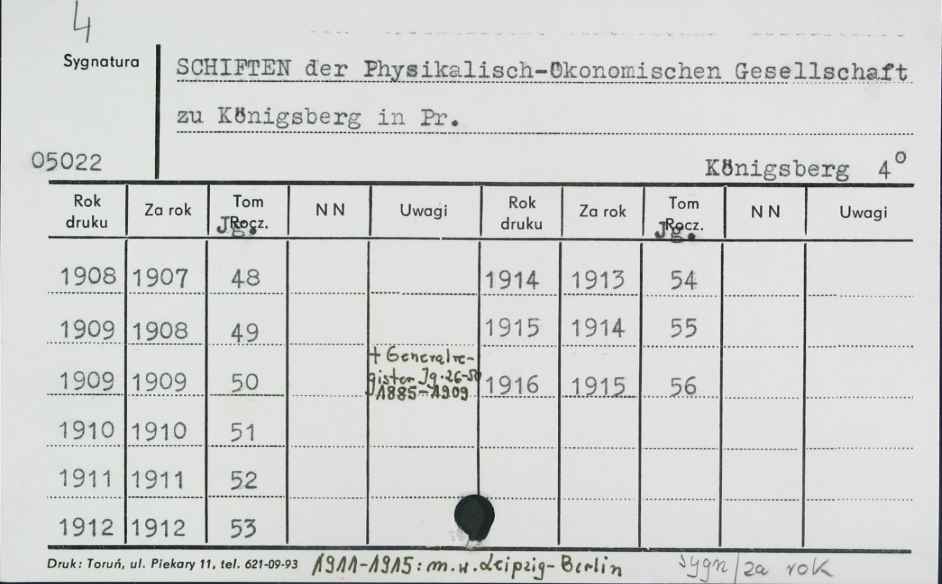 4
Sygnatura
SCHIFTEN der Physikalisch-Ökonomischen Gesellschaft
zu Königsberg in Pr.
05022
Königsberg 4°
Rok druku Za rok Tom Rocz. Jg. N N Uwagi Rok druku Za rok Tom Rocz. Jg. N N Uwagi
1908 1907 48 1914 1913 54
1909 1908 49 1915 1914 55
1909 1909 50 + Generalre-gister Jg. 26-50 1885-1909 1916 1915 56
1910 1910 51
1911 1911 52
1912 1912 53
Druk: Toruń, ul. Piekary 11, tel. 621-09-93 1911-1915: m.w. Leipzig-Berlin sygn/za rok